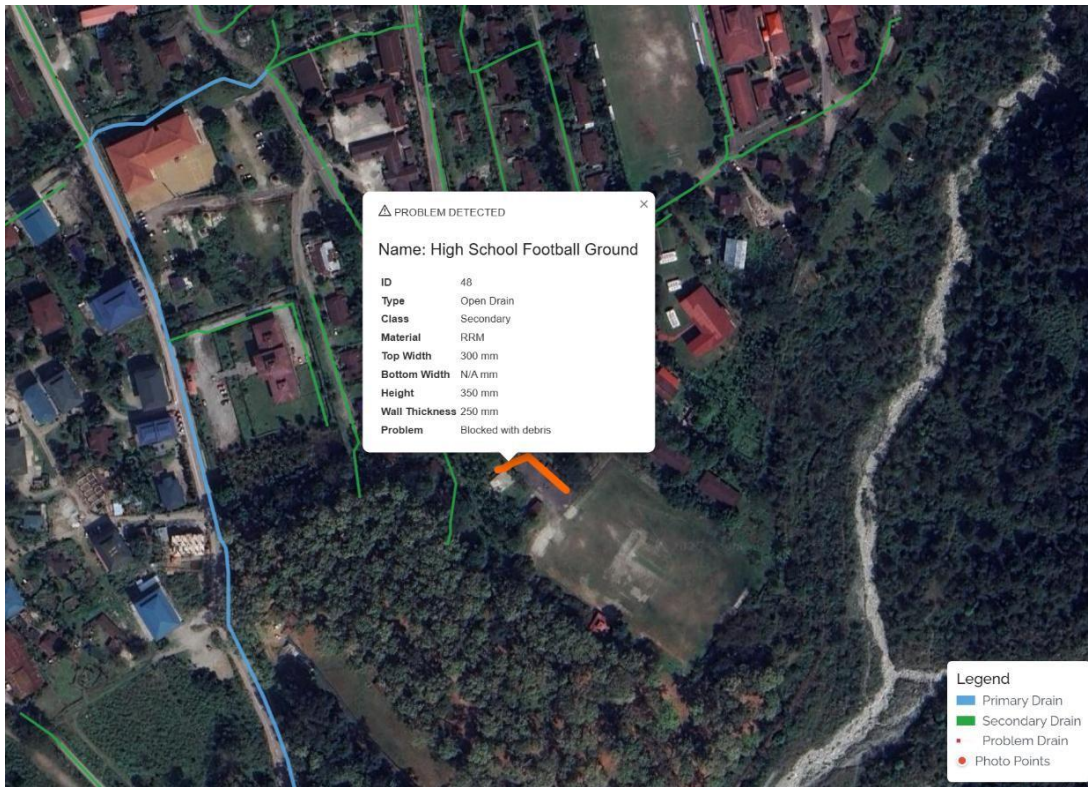 ⚠ PROBLEM DETECTED ×
Name: High School Football Ground
ID 48
Type Open Drain
Class Secondary
Material RRM
Top Width 300 mm
Bottom Width N/A mm
Height 350 mm
Wall Thickness 250 mm
Problem Blocked with debris
Legend
Primary Drain
Secondary Drain
Problem Drain
Photo Points